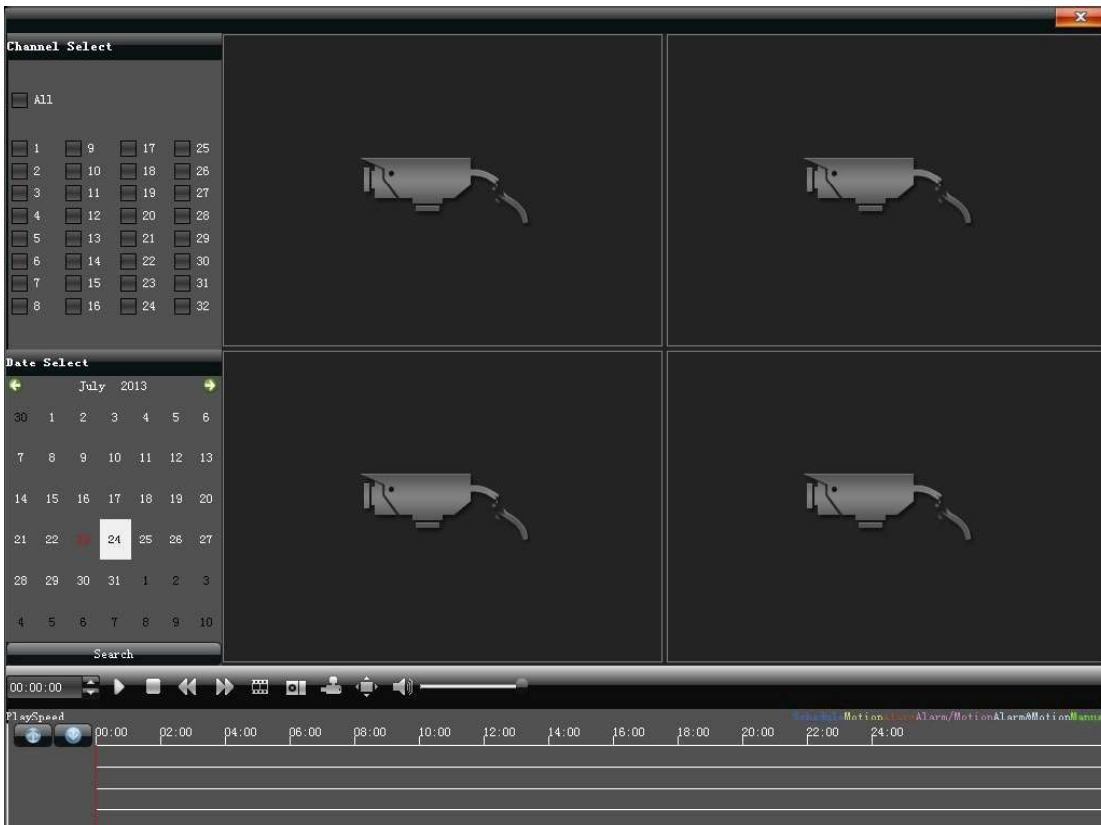 Channel Select
All
1 9 17 25
2 10 18 26
3 11 19 27
4 12 20 28
5 13 21 29
6 14 22 30
7 15 23 31
8 16 24 32
Date Select
July 2013
30 1 2 3 4 5 6
7 8 9 10 11 12 13
14 15 16 17 18 19 20
21 22 23 24 25 26 27
28 29 30 31 1 2 3
4 5 6 7 8 9 10
Search
00:00:00
PlaySpeed
Schedule Motion Alarm Alarm/Motion Alarm&Motion
00:00 02:00 04:00 06:00 08:00 10:00 12:00 14:00 16:00 18:00 20:00 22:00 24:00